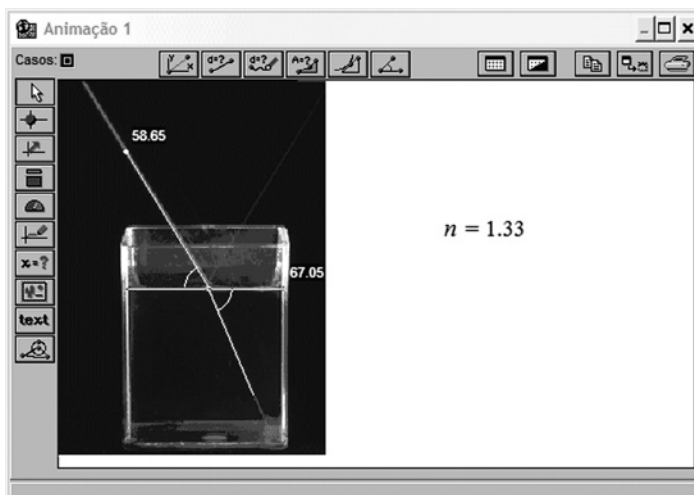 Animação 1
Casos:
y x
d=?
d=?
A=?
58.65
67.05
n = 1.33
x=?
text